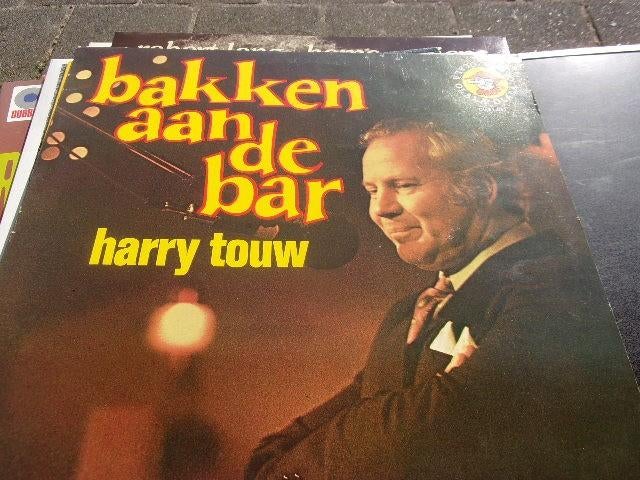 bakken
aan
de
bar
harry touw